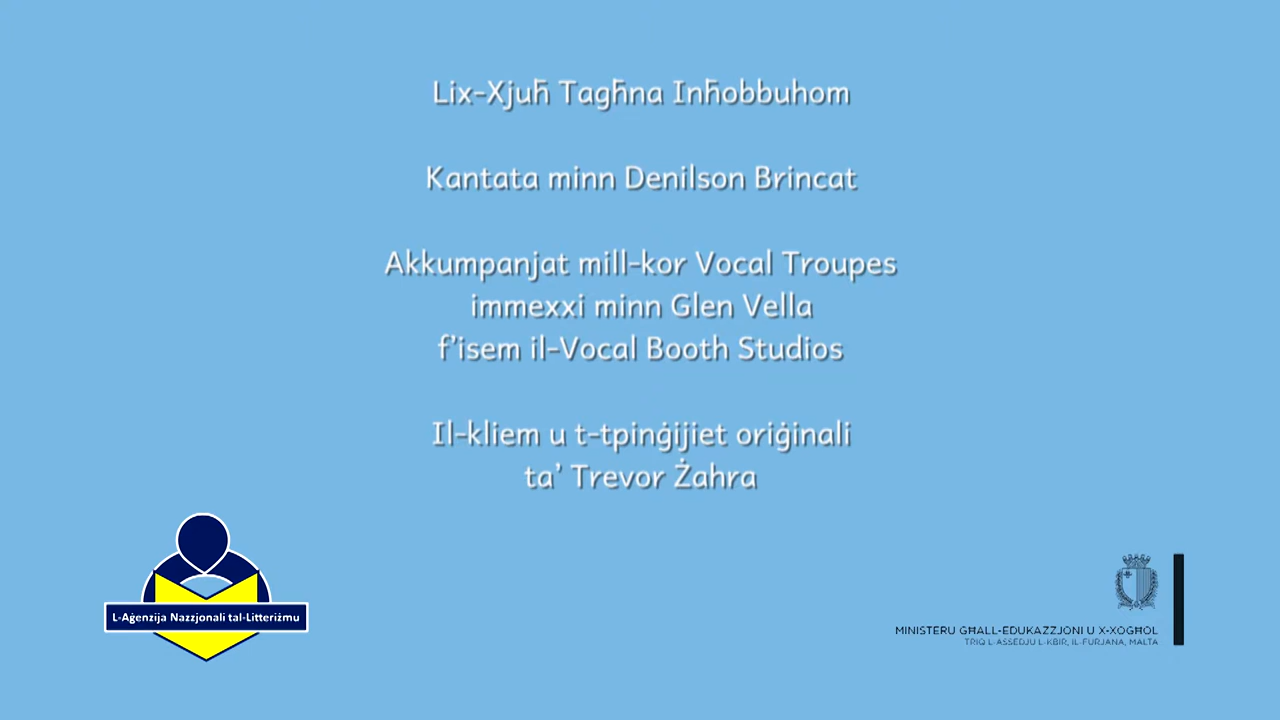 Lix-Xjuħ Tagħna Inħobbuhom
Kantata minn Denilson Brincat
Akkumpanjat mill-kor Vocal Troupes
immexxi minn Glen Vella
f'isem il-Vocal Booth Studios
Il-kliem u t-tpinġijiet oriġinali
ta' Trevor Żahra
L-Aġenzija Nazzjonali tal-Litteriżmu
MINISTERU GĦALL-EDUKAZZJONI U X-XOGĦOL
TRIQ L-ASSEDJU L-KBIR, IL-FURJANA, MALTA